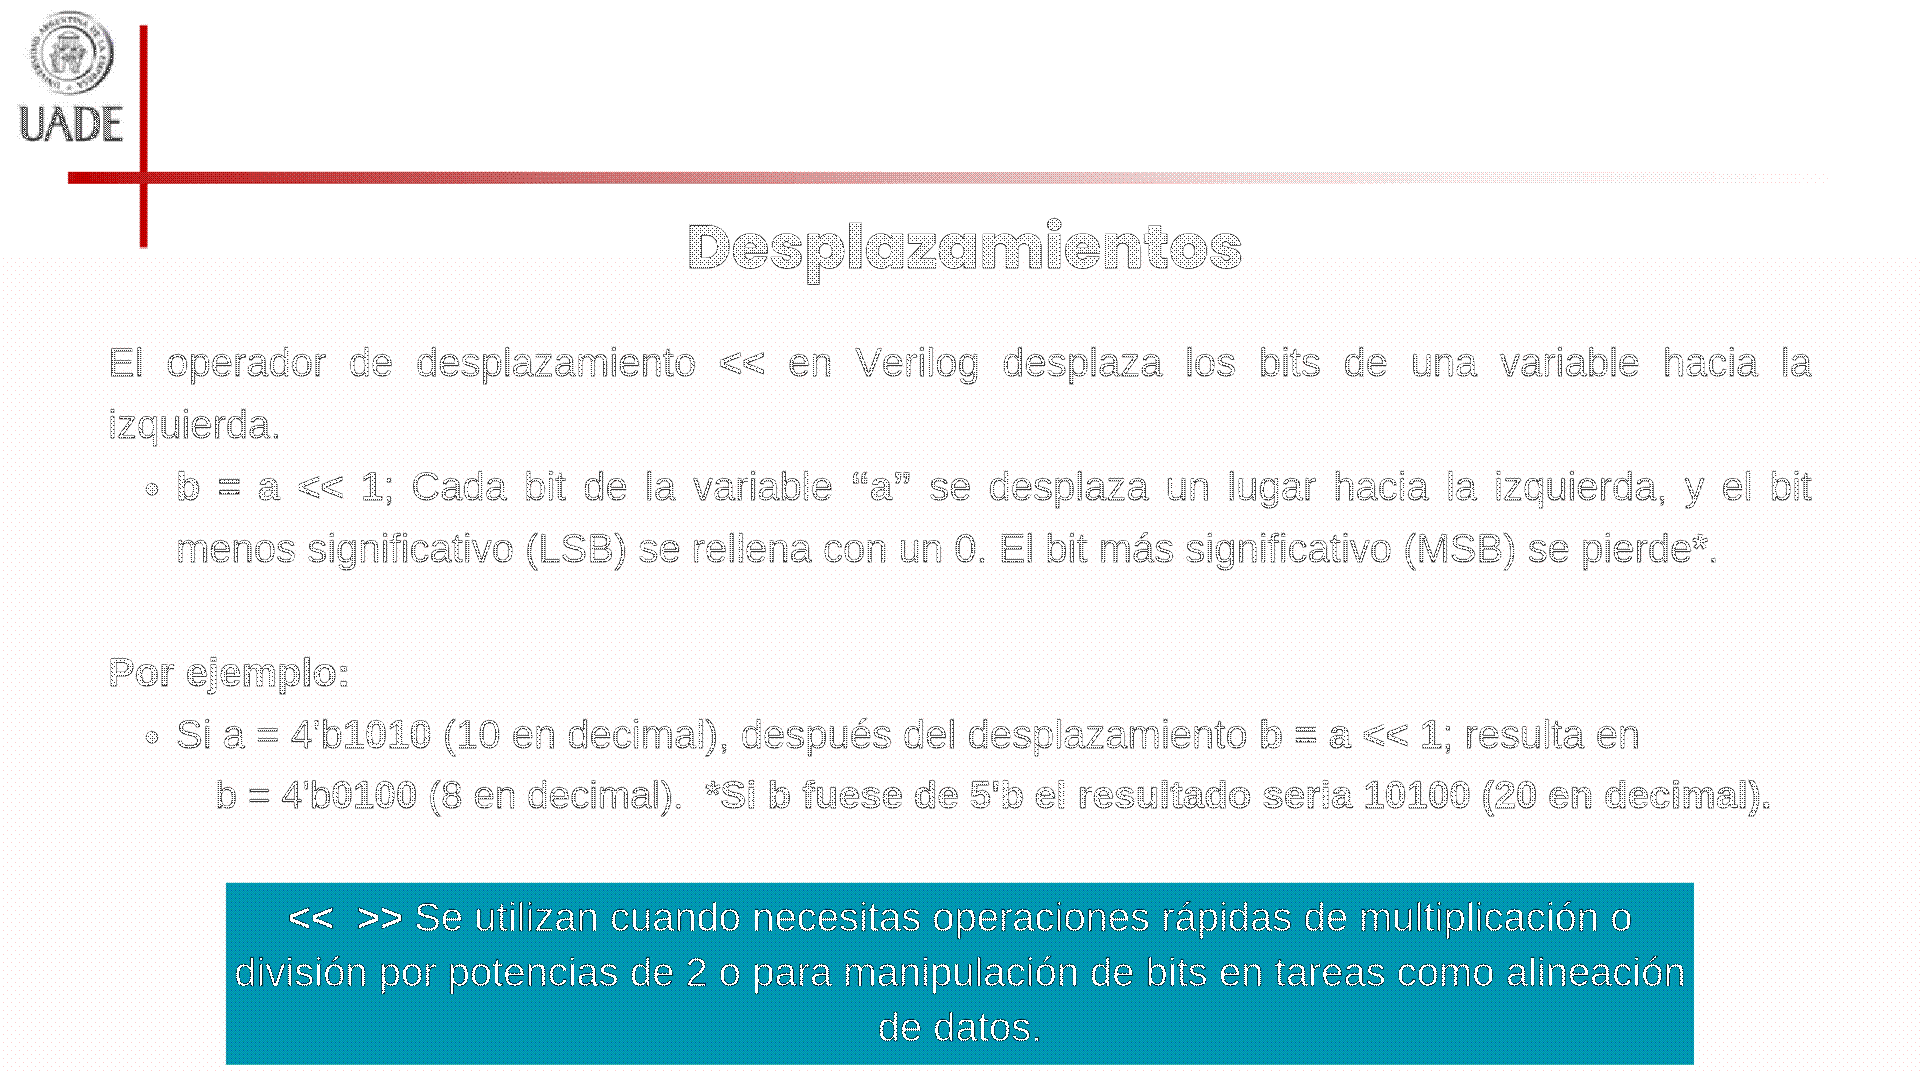 UADE
Desplazamientos
El operador de desplazamiento << en Verilog desplaza los bits de una variable hacia la
izquierda.
• b = a << 1; Cada bit de la variable “a” se desplaza un lugar hacia la izquierda, y el bit
menos significativo (LSB) se rellena con un 0. El bit más significativo (MSB) se pierde*.
Por ejemplo:
• Si a = 4'b1010 (10 en decimal), después del desplazamiento b = a << 1; resulta en
b = 4'b0100 (8 en decimal). *Si b fuese de 5'b el resultado seria 10100 (20 en decimal).
<< >> Se utilizan cuando necesitas operaciones rápidas de multiplicación o
división por potencias de 2 o para manipulación de bits en tareas como alineación
de datos.